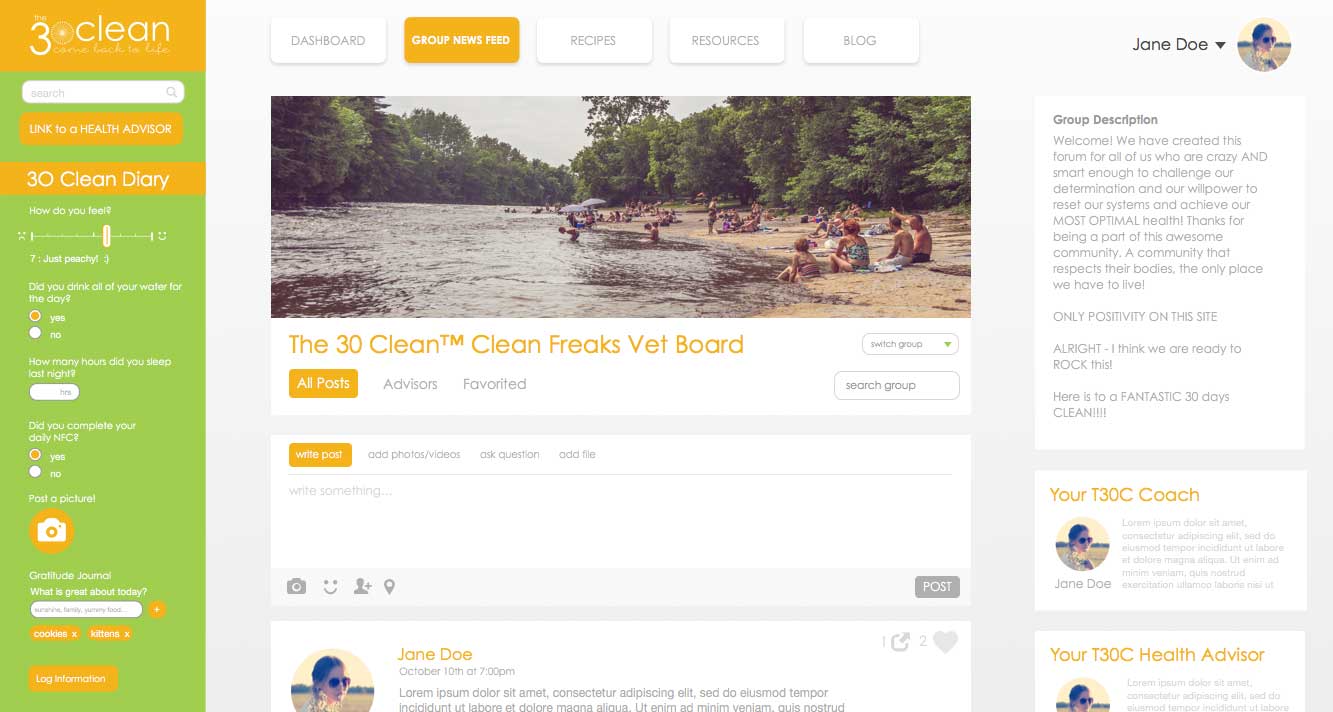 the
30clean
come back to life
search
LINK to a HEALTH ADVISOR
30 Clean Diary
How do you feel?
7 : Just peachy! :)
Did you drink all of your water for
the day?
yes
no
How many hours did you sleep
last night?
hrs
Did you complete your
daily NFC?
yes
no
Post a picture!
Gratitude Journal
What is great about today?
sunshine, family, yummy food...
+
cookies x kittens x
Log Information
DASHBOARD
GROUP NEWS FEED
RECIPES
RESOURCES
BLOG
Jane Doe
The 30 Clean™ Clean Freaks Vet Board
switch group
All Posts Advisors Favorited
search group
write post add photos/videos ask question add file
write something...
POST
1 2
Jane Doe
October 10th at 7:00pm
Lorem ipsum dolor sit amet, consectetur adipiscing elit, sed do eiusmod tempor
incididunt ut labore et dolore magna aliqua. Ut enim ad minim veniam, quis nostrud
Group Description
Welcome! We have created this
forum for all of us who are crazy AND
smart enough to challenge our
determination and our willpower to
reset our systems and achieve our
MOST OPTIMAL health! Thanks for
being a part of this awesome
community. A community that
respects their bodies, the only place
we have to live!
ONLY POSITIVITY ON THIS SITE
ALRIGHT - I think we are ready to
ROCK this!
Here is to a FANTASTIC 30 days
CLEAN!!!!
Your T30C Coach
Jane Doe
Lorem ipsum dolor sit amet,
consectetur adipiscing elit, sed do
eiusmod tempor incididunt ut labore
et dolore magna aliqua. Ut enim ad
minim veniam, quis nostrud
exercitation ullamco laboris nisi ut
Your T30C Health Advisor
Lorem ipsum dolor sit amet,
consectetur adipiscing elit, sed do
eiusmod tempor incididunt ut labore